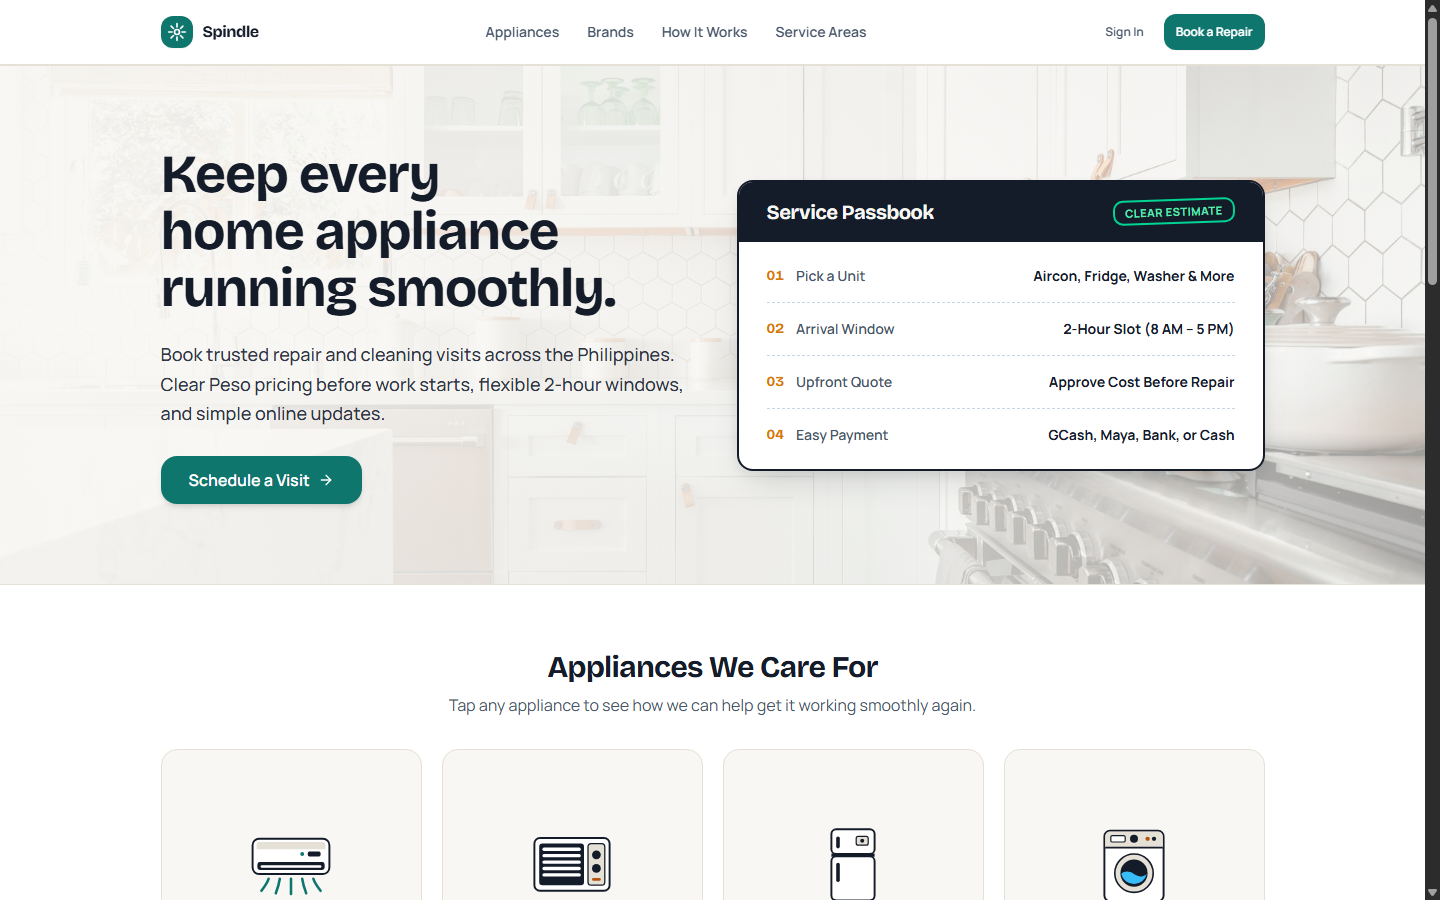 Spindle
Appliances
Brands
How It Works
Service Areas
Sign In
Book a Repair
Keep every
home appliance
running smoothly.
Book trusted repair and cleaning visits across the Philippines.
Clear Peso pricing before work starts, flexible 2-hour windows,
and simple online updates.
Schedule a Visit →
Service Passbook
CLEAR ESTIMATE
01 Pick a Unit Aircon, Fridge, Washer & More
02 Arrival Window 2-Hour Slot (8 AM – 5 PM)
03 Upfront Quote Approve Cost Before Repair
04 Easy Payment GCash, Maya, Bank, or Cash
Appliances We Care For
Tap any appliance to see how we can help get it working smoothly again.